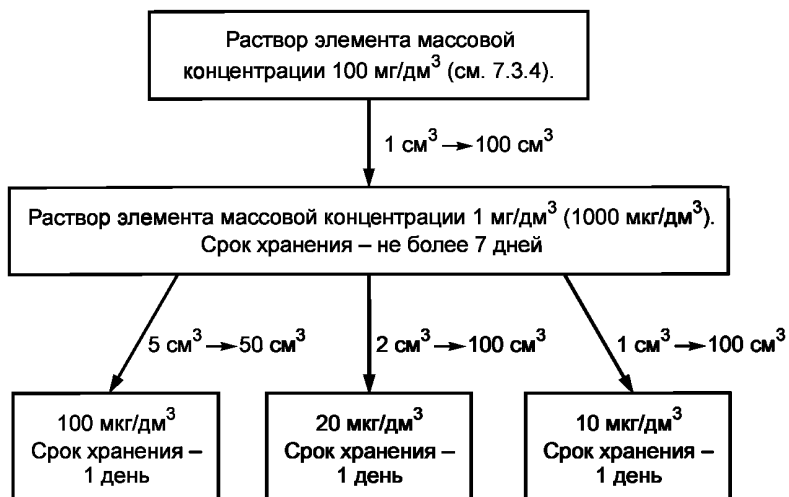 Раствор элемента массовой
концентрации 100 мг/дм³ (см. 7.3.4).
1 см³→100 см³
Раствор элемента массовой концентрации 1 мг/дм³ (1000 мкг/дм³).
Срок хранения – не более 7 дней
5 см³→50 см³
2 см³→100 см³
1 см³→100 см³
100 мкг/дм³
Срок хранения –
1 день
20 мкг/дм³
Срок хранения –
1 день
10 мкг/дм³
Срок хранения –
1 день